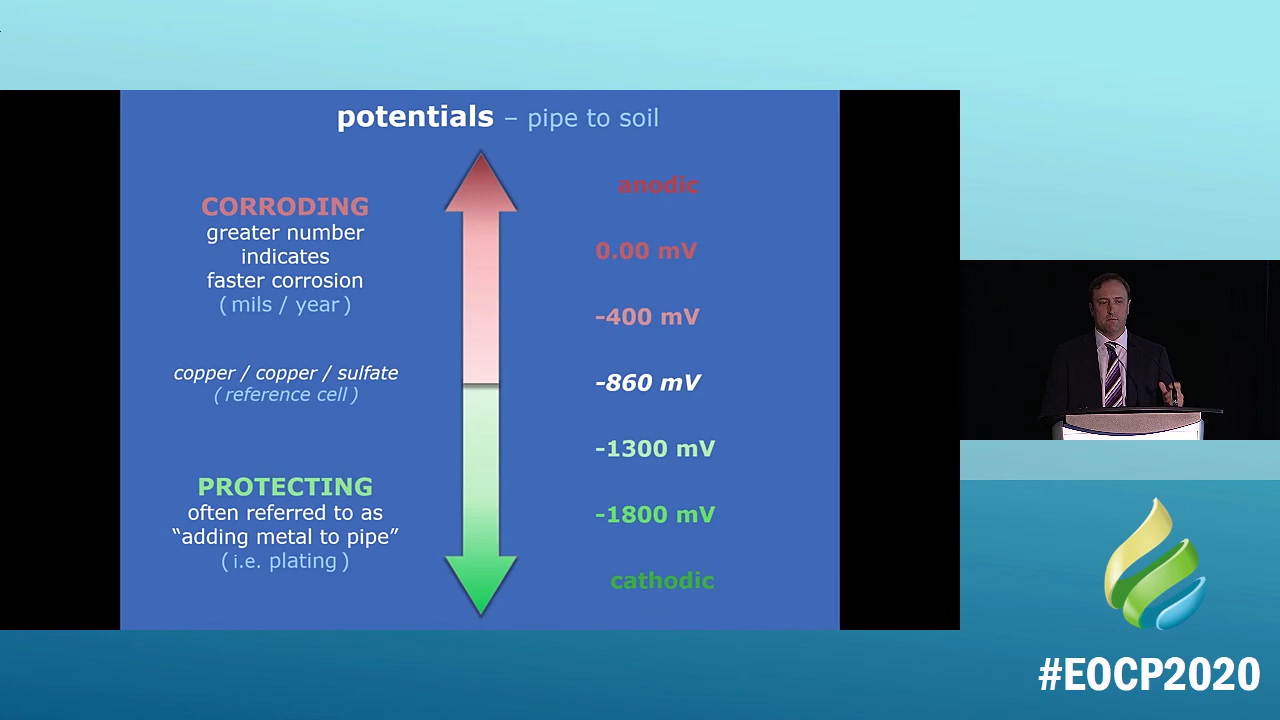 potentials – pipe to soil
CORRODING
greater number
indicates
faster corrosion
( mils / year )
copper / copper / sulfate
( reference cell )
PROTECTING
often referred to as
“adding metal to pipe”
( i.e. plating )
anodic
0.00 mV
-400 mV
-860 mV
-1300 mV
-1800 mV
cathodic
#EOCP2020